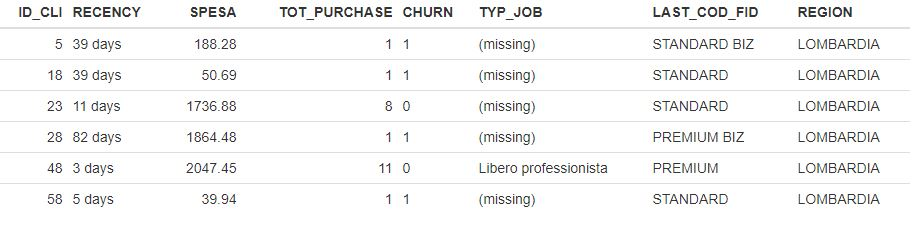 ID_CLI RECENCY SPESA TOT_PURCHASE CHURN TYP_JOB LAST_COD_FID REGION
5 39 days 188.28 1 1 (missing) STANDARD BIZ LOMBARDIA
18 39 days 50.69 1 1 (missing) STANDARD LOMBARDIA
23 11 days 1736.88 8 0 (missing) STANDARD LOMBARDIA
28 82 days 1864.48 1 1 (missing) PREMIUM BIZ LOMBARDIA
48 3 days 2047.45 11 0 Libero professionista PREMIUM LOMBARDIA
58 5 days 39.94 1 1 (missing) STANDARD LOMBARDIA